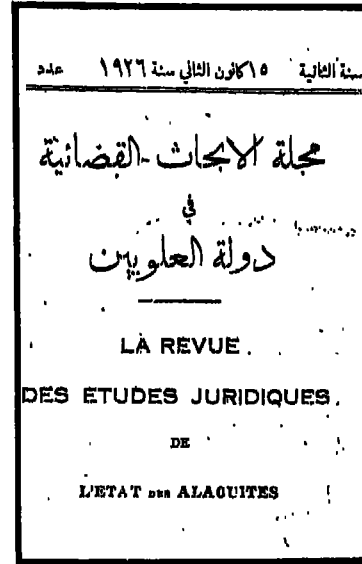 سنة الثانية ١٥ كانون الثاني سنة ١٩٢٦ عدد
مجلة الابحاث القضائية
في
دولة العلويين
LA REVUE
DES ETUDES JURIDIQUES
DE
L'ETAT DES ALAOUITES